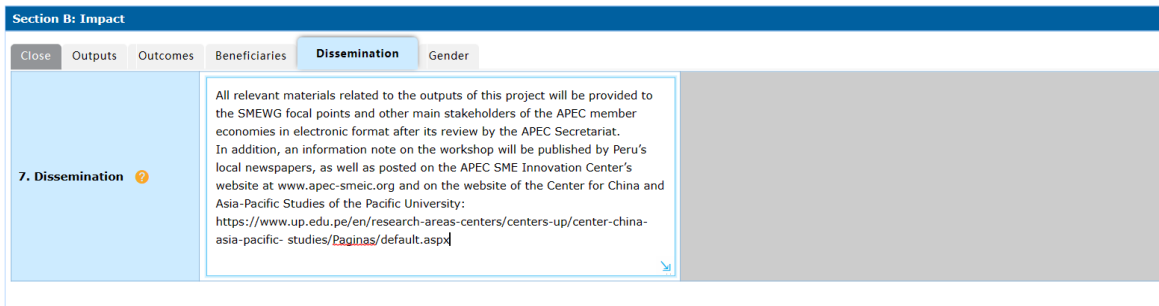 Section B: Impact
Close Outputs Outcomes Beneficiaries Dissemination Gender
7. Dissemination ?
All relevant materials related to the outputs of this project will be provided to
the SMEWG focal points and other main stakeholders of the APEC member
economies in electronic format after its review by the APEC Secretariat.
In addition, an information note on the workshop will be published by Peru’s
local newspapers, as well as posted on the APEC SME Innovation Center’s
website at www.apec-smeic.org and on the website of the Center for China and
Asia-Pacific Studies of the Pacific University:
https://www.up.edu.pe/en/research-areas-centers/centers-up/center-china-
asia-pacific- studies/Paginas/default.aspx